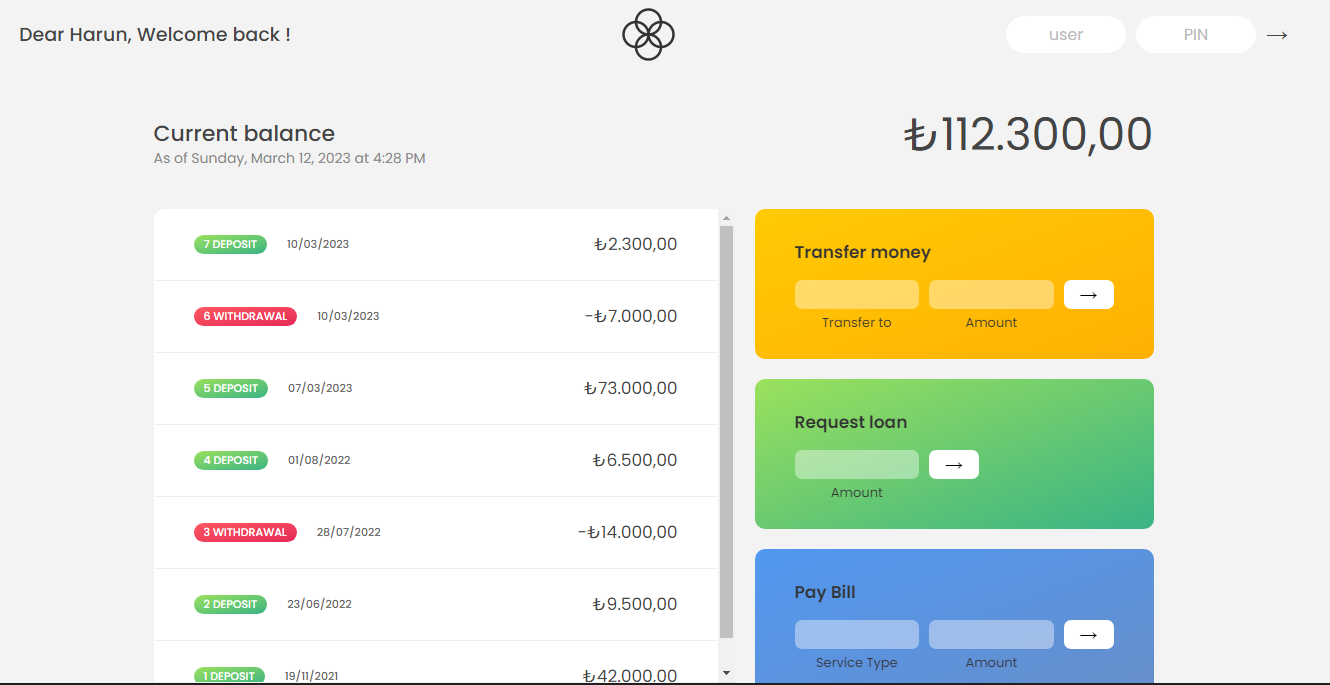 Dear Harun, Welcome back !
user
PIN
→
Current balance
As of Sunday, March 12, 2023 at 4:28 PM
₺112.300,00
7 DEPOSIT 10/03/2023 ₺2.300,00
6 WITHDRAWAL 10/03/2023 -₺7.000,00
5 DEPOSIT 07/03/2023 ₺73.000,00
4 DEPOSIT 01/08/2022 ₺6.500,00
3 WITHDRAWAL 28/07/2022 -₺14.000,00
2 DEPOSIT 23/06/2022 ₺9.500,00
1 DEPOSIT 19/11/2021 ₺42.000,00
Transfer money
→
Transfer to Amount
Request loan
→
Amount
Pay Bill
→
Service Type Amount